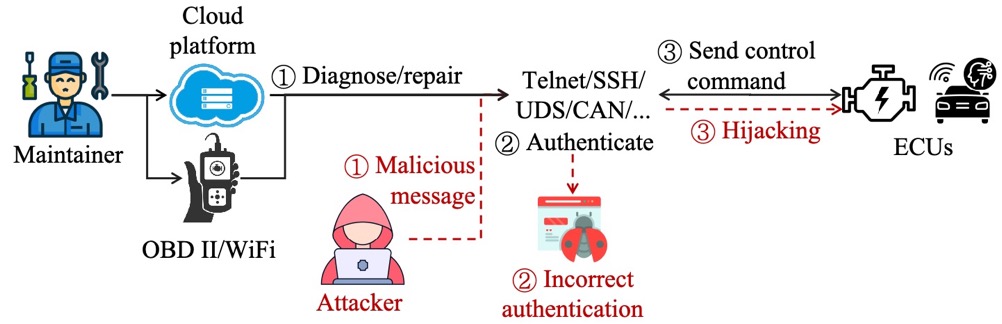 Cloud
platform
Maintainer
OBD II/WiFi
① Diagnose/repair
① Malicious
message
Attacker
Telnet/SSH/
UDS/CAN/...
② Authenticate
② Incorrect
authentication
③ Send control
command
③ Hijacking
ECUs